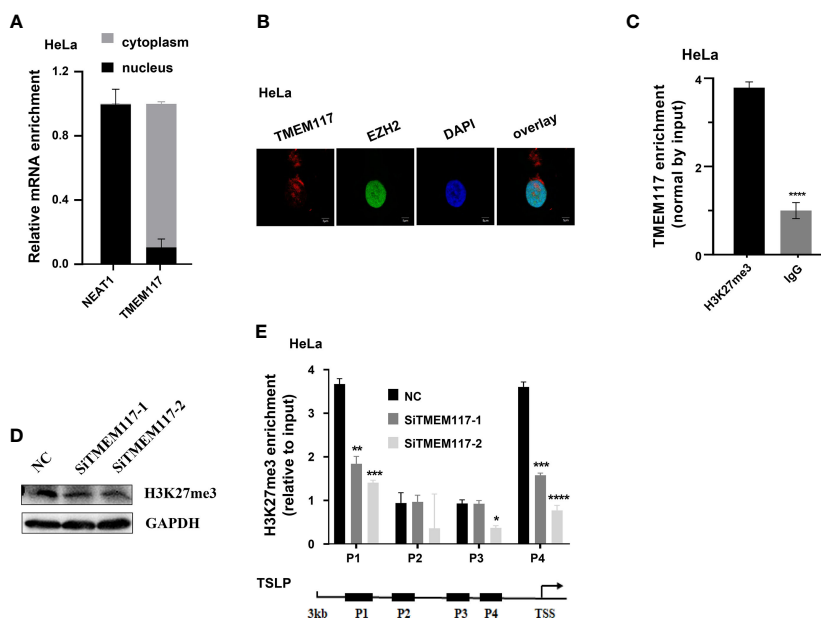 A
HeLa
cytoplasm
nucleus
Relative mRNA enrichment
1.2
0.8
0.4
0.0
NEAT1
TMEM117
B
HeLa
TMEM117
EZH2
DAPI
overlay
C
HeLa
TMEM117 enrichment
(normal by input)
4
4
2
0
****
H3K27me3
IgG
D
NC
SiTMEM117-1
SiTMEM117-2
H3K27me3
GAPDH
E
HeLa
H3K27me3 enrichment
(relative to input)
4
3
2
1
0
NC
SiTMEM117-1
SiTMEM117-2
**
***
*
***
****
P1
P2
P3
P4
TSLP
3kb
P1
P2
P3
P4
TSS